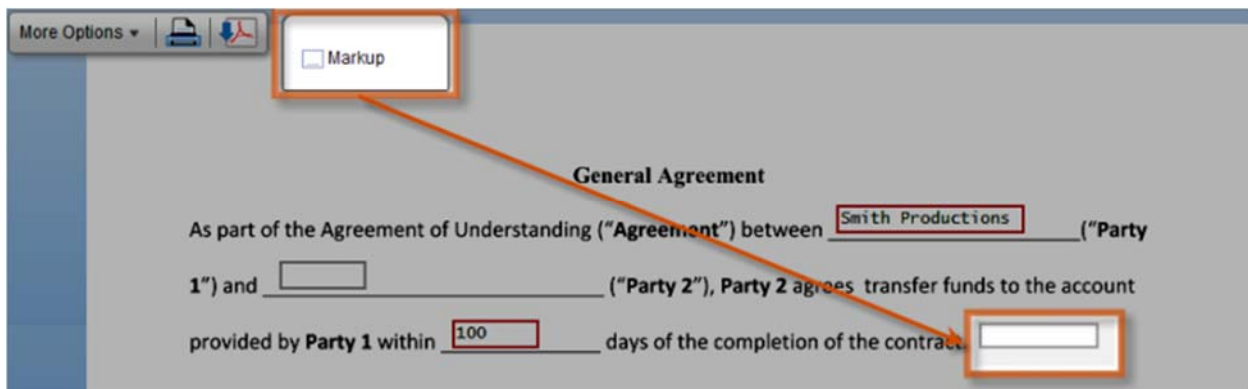 More Options
Markup
General Agreement
As part of the Agreement of Understanding (“Agreement”) between Smith Productions (“Party
1”) and (“Party 2”), Party 2 agrees transfer funds to the account
provided by Party 1 within 100 days of the completion of the contract.